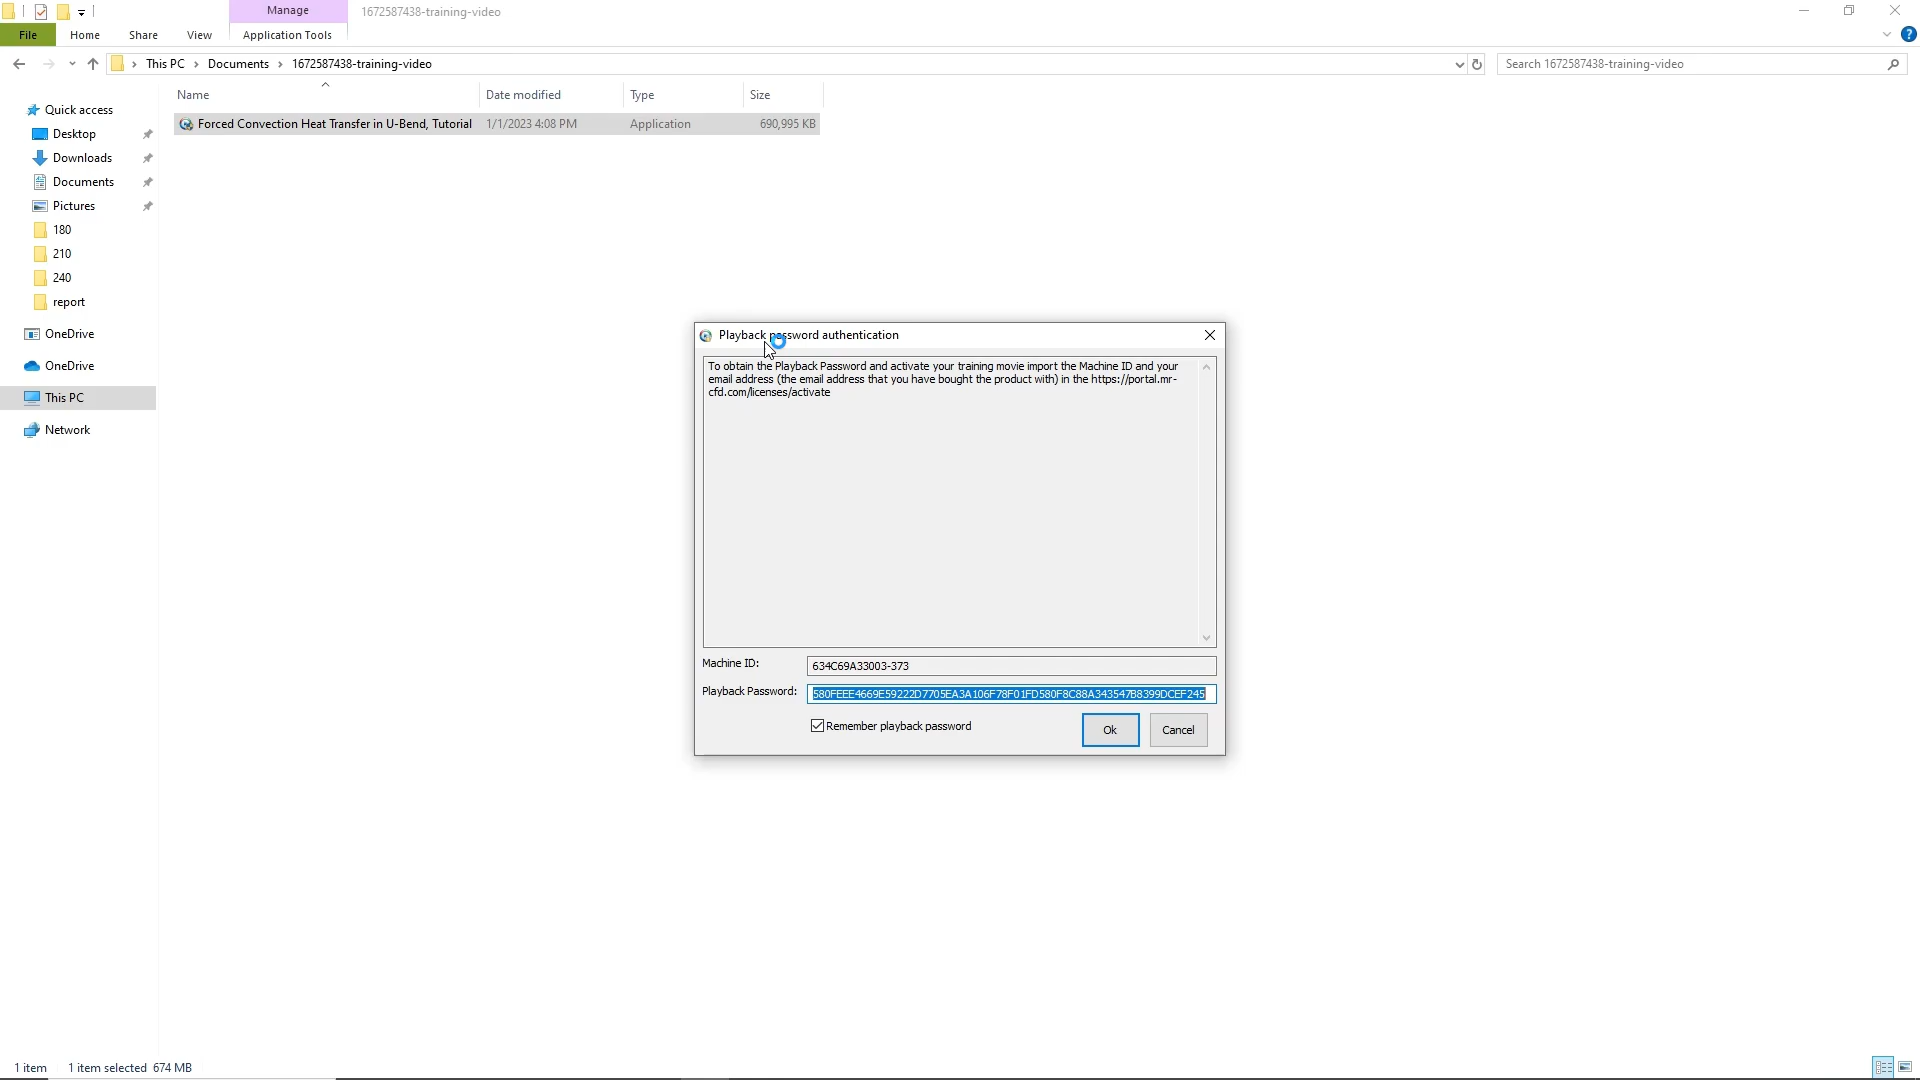 Manage
1672587438-training-video
File
Home
Share
View
Application Tools
This PC
Documents
1672587438-training-video
Search 1672587438-training-video
Name
Date modified
Type
Size
Forced Convection Heat Transfer in U-Bend, Tutorial
1/1/2023 4:08 PM
Application
690,995 KB
Quick access
Desktop
Downloads
Documents
Pictures
180
210
240
report
OneDrive
OneDrive
This PC
Network
Playback password authentication
To obtain the Playback Password and activate your training movie import the Machine ID and your
email address (the email address that you have bought the product with) in the https://portal.mr-
cfd.com/licenses/activate
Machine ID:
634C69A33003-373
Playback Password:
580FEEE4669E59222D7705EA3A106F78F01FD580F8C88A343547B8399DCEF245
Remember playback password
Ok
Cancel
1 item
1 item selected 674 MB